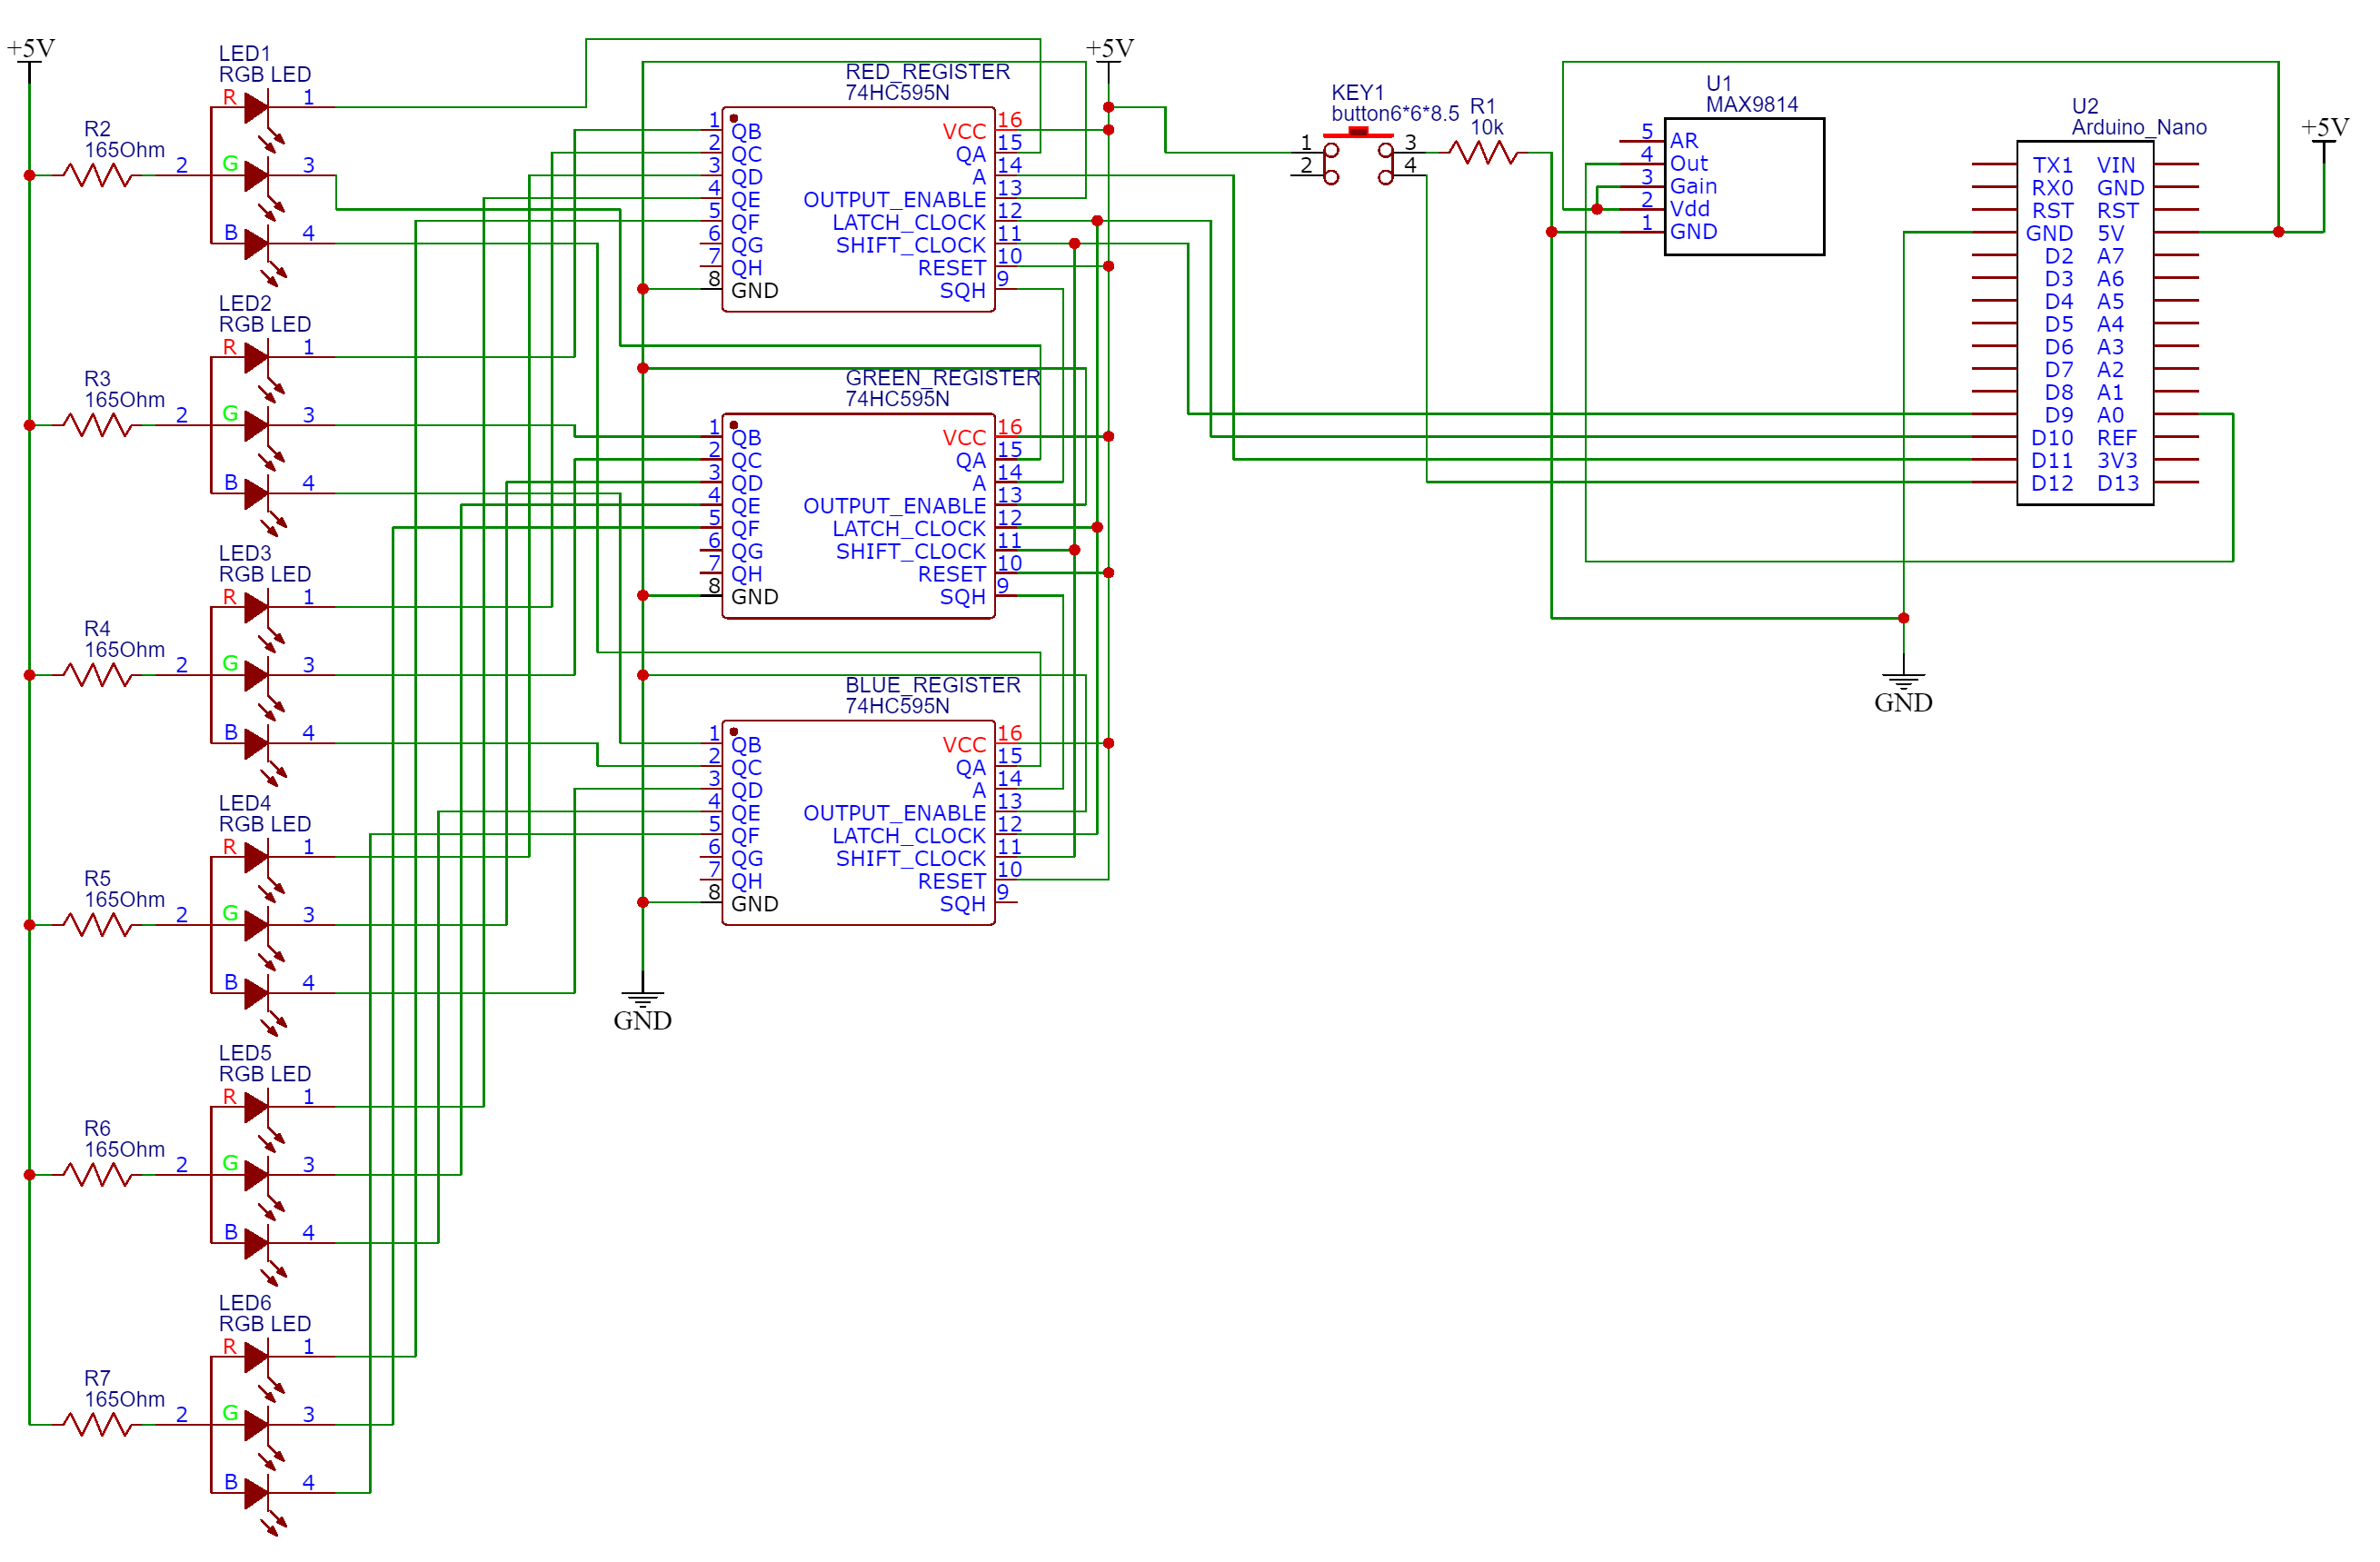 +5V
LED1
RGB LED
R 1
R2
165Ohm
2 G 3
B 4
LED2
RGB LED
R 1
R3
165Ohm
2 G 3
B 4
LED3
RGB LED
R 1
R4
165Ohm
2 G 3
B 4
LED4
RGB LED
R 1
R5
165Ohm
2 G 3
B 4
LED5
RGB LED
R 1
R6
165Ohm
2 G 3
B 4
LED6
RGB LED
R 1
R7
165Ohm
2 G 3
B 4
RED_REGISTER
74HC595N
1 QB VCC 16
2 QC QA 15
3 QD A 14
4 QE OUTPUT_ENABLE 13
5 QF LATCH_CLOCK 12
6 QG SHIFT_CLOCK 11
7 QH RESET 10
8 GND SQH 9
GREEN_REGISTER
74HC595N
1 QB VCC 16
2 QC QA 15
3 QD A 14
4 QE OUTPUT_ENABLE 13
5 QF LATCH_CLOCK 12
6 QG SHIFT_CLOCK 11
7 QH RESET 10
8 GND SQH 9
BLUE_REGISTER
74HC595N
1 QB VCC 16
2 QC QA 15
3 QD A 14
4 QE OUTPUT_ENABLE 13
5 QF LATCH_CLOCK 12
6 QG SHIFT_CLOCK 11
7 QH RESET 10
8 GND SQH 9
GND
+5V
KEY1
button6*6*8.5
1 3
2 4
R1
10k
U1
MAX9814
5 AR
4 Out
3 Gain
2 Vdd
1 GND
U2
Arduino_Nano
TX1 VIN
RX0 GND
RST RST
GND 5V
D2 A7
D3 A6
D4 A5
D5 A4
D6 A3
D7 A2
D8 A1
D9 A0
D10 REF
D11 3V3
D12 D13
+5V
GND